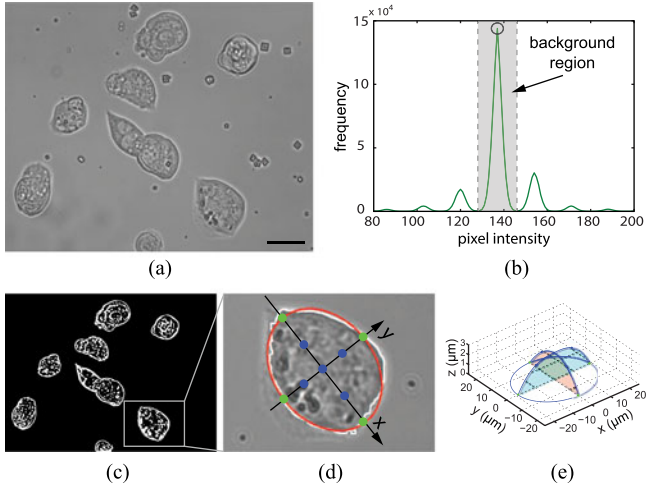 x 10⁴
15
10
5
0
frequency
background
region
80 100 120 140 160 180 200
pixel intensity
(a)
(b)
y
x
z (μm)
3
2
1
0
20
10
0
-10
-20
y (μm)
-20
-10
0
10
20
x (μm)
(c)
(d)
(e)